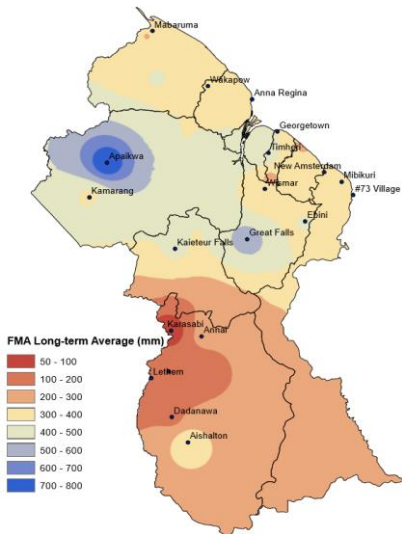 Mabaruma
Wakapow
Anna Regina
Georgetown
Apaikwa
Timehri
New Amsterdam
Mibikuri
Kamarang
Wismar
#73 Village
Ebini
Great Falls
Kaieteur Falls
FMA Long-term Average (mm)
50 - 100
100 - 200
200 - 300
300 - 400
400 - 500
500 - 600
600 - 700
700 - 800
Karasabi
Annai
Lethem
Dadanawa
Aishalton